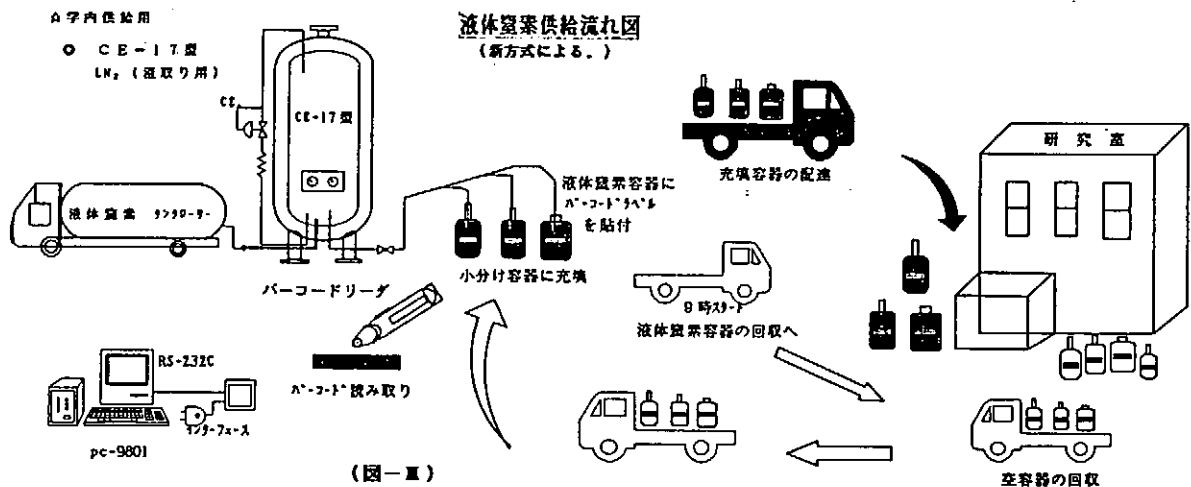 液体窒素供給流れ図
(新方式による。)
大学内供給用
○ CE-17型
LN₂ (液取り用)
CE
CE-17型
液体窒素 タンクローリー
液体窒素容器に
バーコードラベル
を貼付
小分け容器に充填
充填容器の配達
研究室
バーコードリーダ
8時スタート
液体窒素容器の回収へ
RS-232C
バーコード読み取り
インターフェース
pc-9801
(図-Ⅲ)
空容器の回収